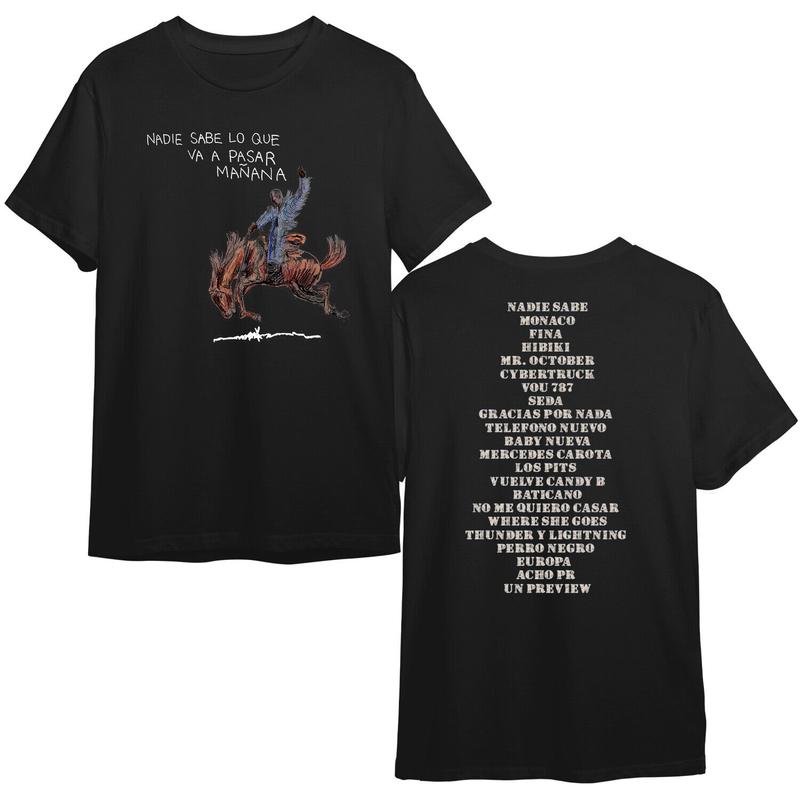 NADIE SABE LO QUE
VA A PASAR
MAÑANA
NADIE SABE
MONACO
FINA
HIBIKI
MR. OCTOBER
CYBERTRUCK
VOU 787
SEDA
GRACIAS POR NADA
TELEFONO NUEVO
BABY NUEVA
MERCEDES CAROTA
LOS PITS
VUELVE CANDY B
BATICANO
NO ME QUIERO CASAR
WHERE SHE GOES
THUNDER Y LIGHTNING
PERRO NEGRO
EUROPA
ACHO PR
UN PREVIEW